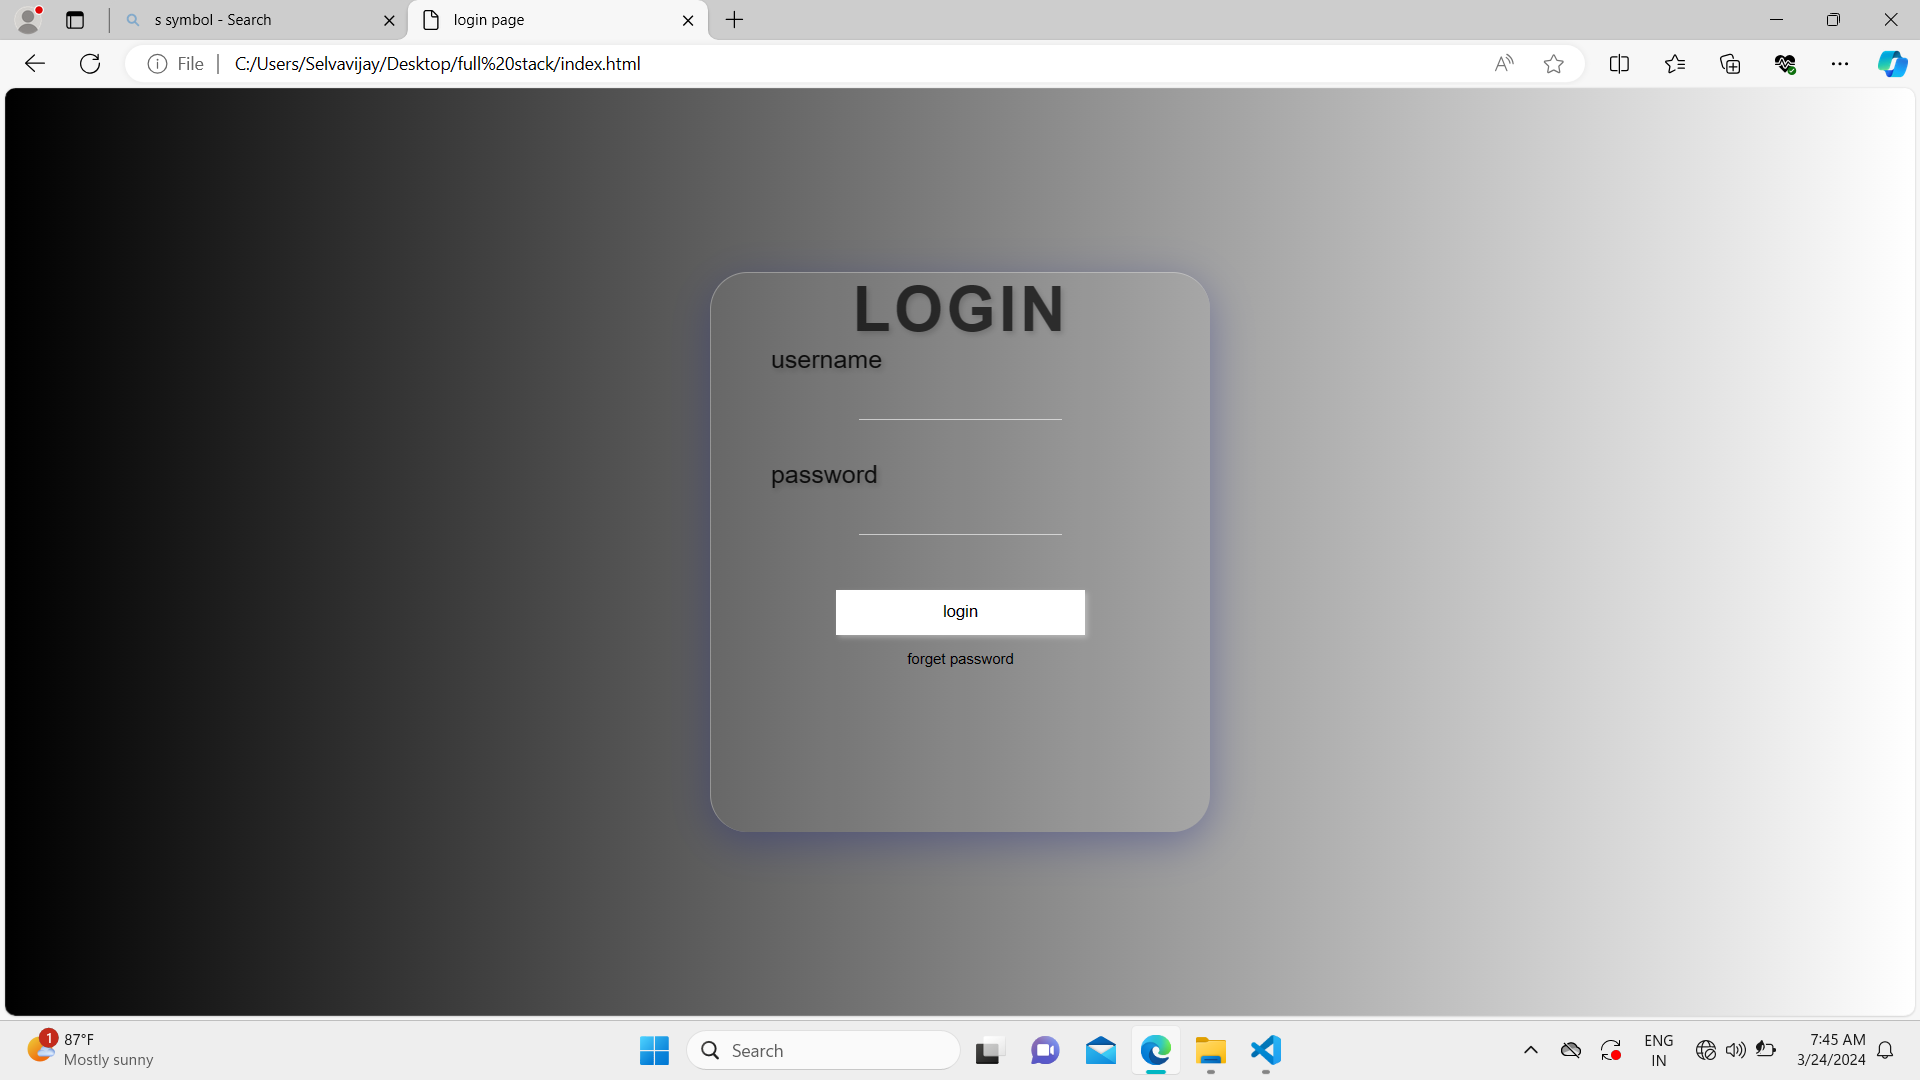 s symbol - Search
login page
File
C:/Users/Selvavijay/Desktop/full%20stack/index.html
LOGIN
username
password
login
forget password
1
87°F
Mostly sunny
Search
ENG
IN
7:45 AM
3/24/2024